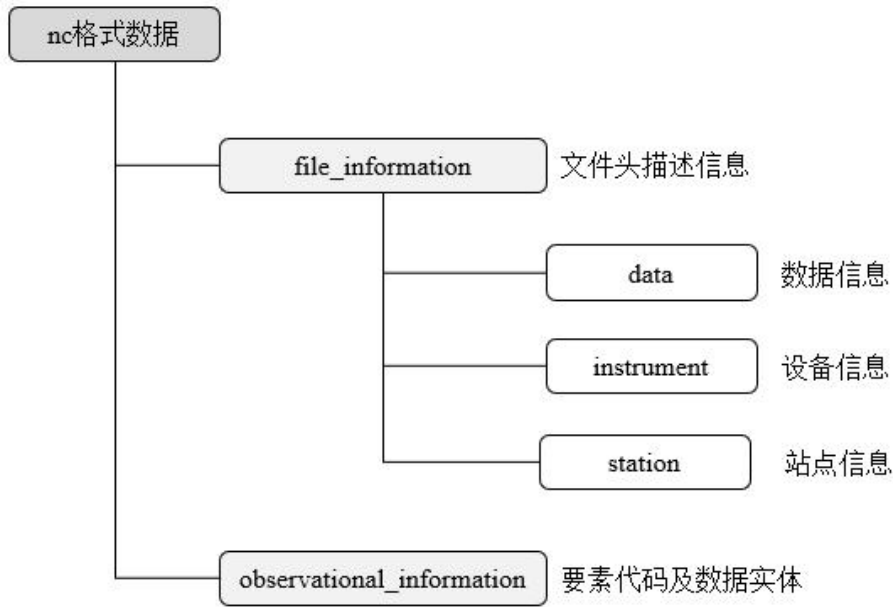 nc格式数据
file_information 文件头描述信息
data 数据信息
instrument 设备信息
station 站点信息
observational_information 要素代码及数据实体